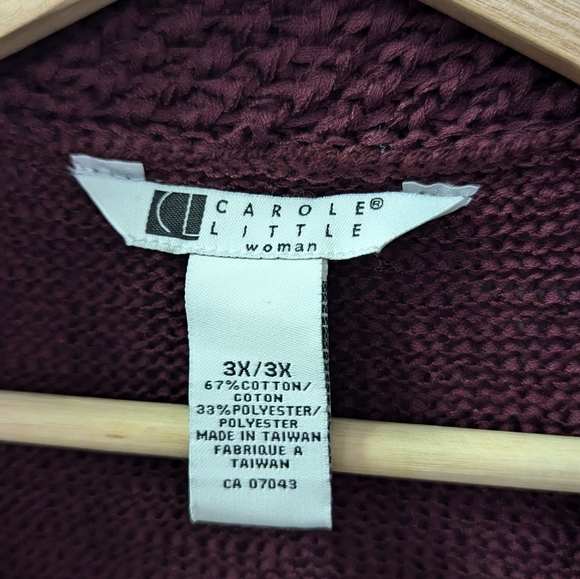 CAROLE®
LITTLE
woman
3X/3X
67%COTTON/
COTON
33%POLYESTER/
POLYESTER
MADE IN TAIWAN
FABRIQUE A
TAIWAN
CA 07043